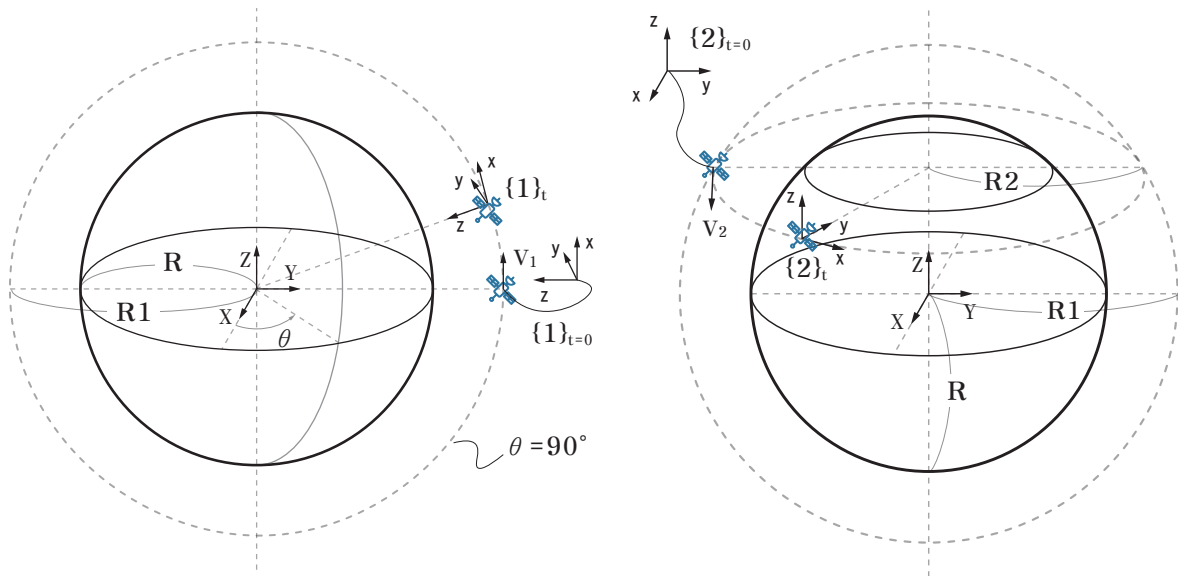 x
y
{1}t
z
R
Z
Y
V1
y
x
z
R1
X
θ
{1}t=0
θ =90°
z
{2}t=0
x
y
V2
R2
z
y
{2}t
x
Z
X
Y
R1
R